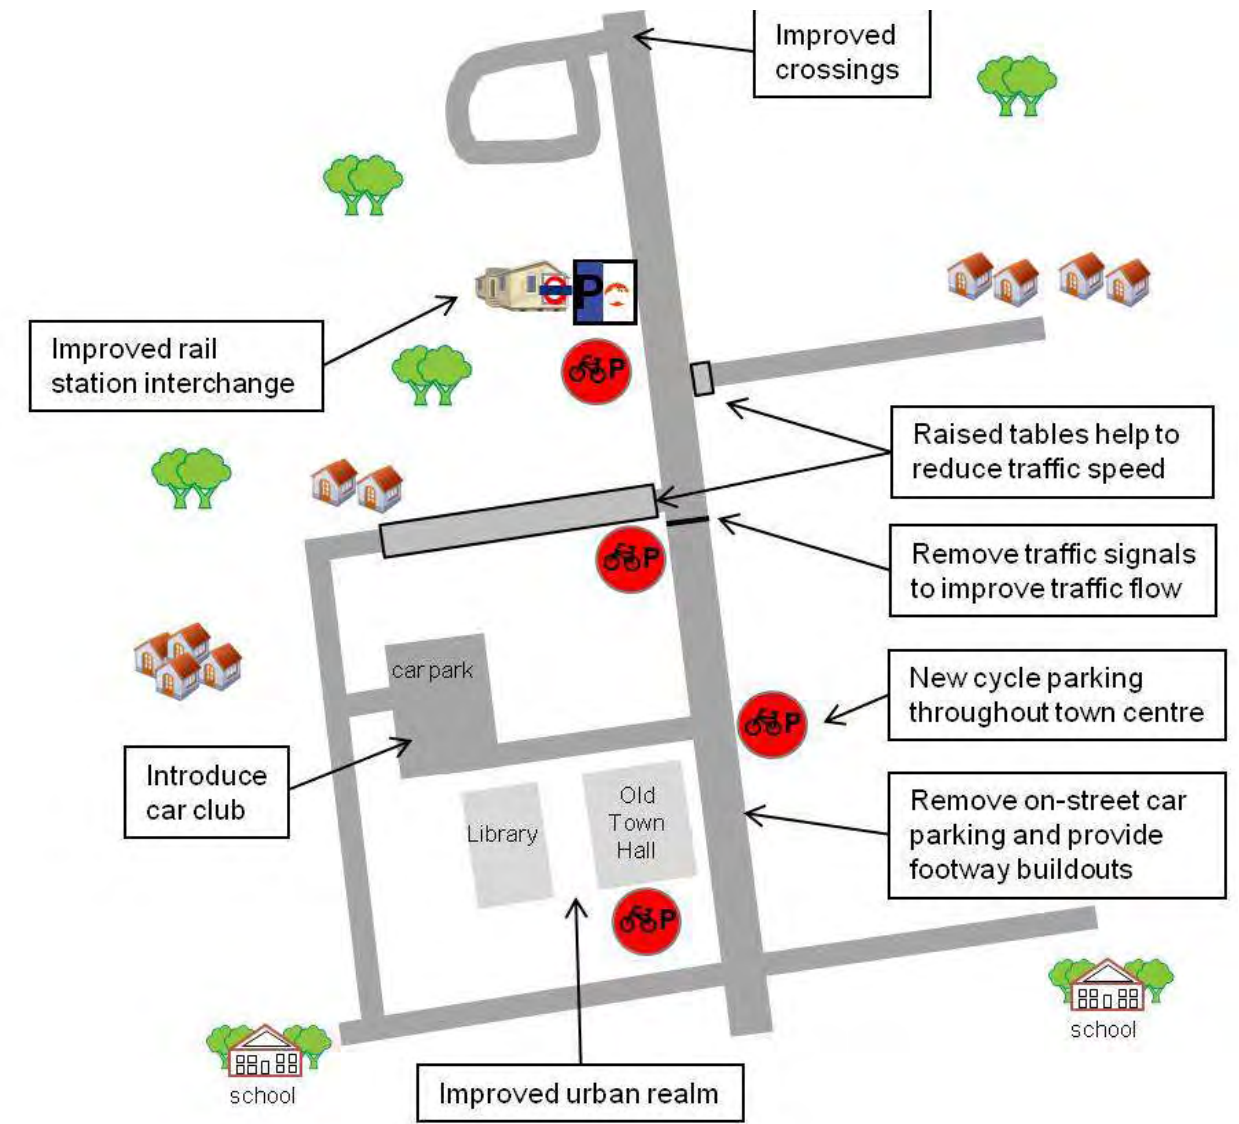 Improved
crossings
P
Improved rail
station interchange
P
Raised tables help to
reduce traffic speed
P
Remove traffic signals
to improve traffic flow
car park
New cycle parking
throughout town centre
P
Introduce
car club
Remove on-street car
parking and provide
footway buildouts
Library
Old
Town
Hall
P
school
school
Improved urban realm